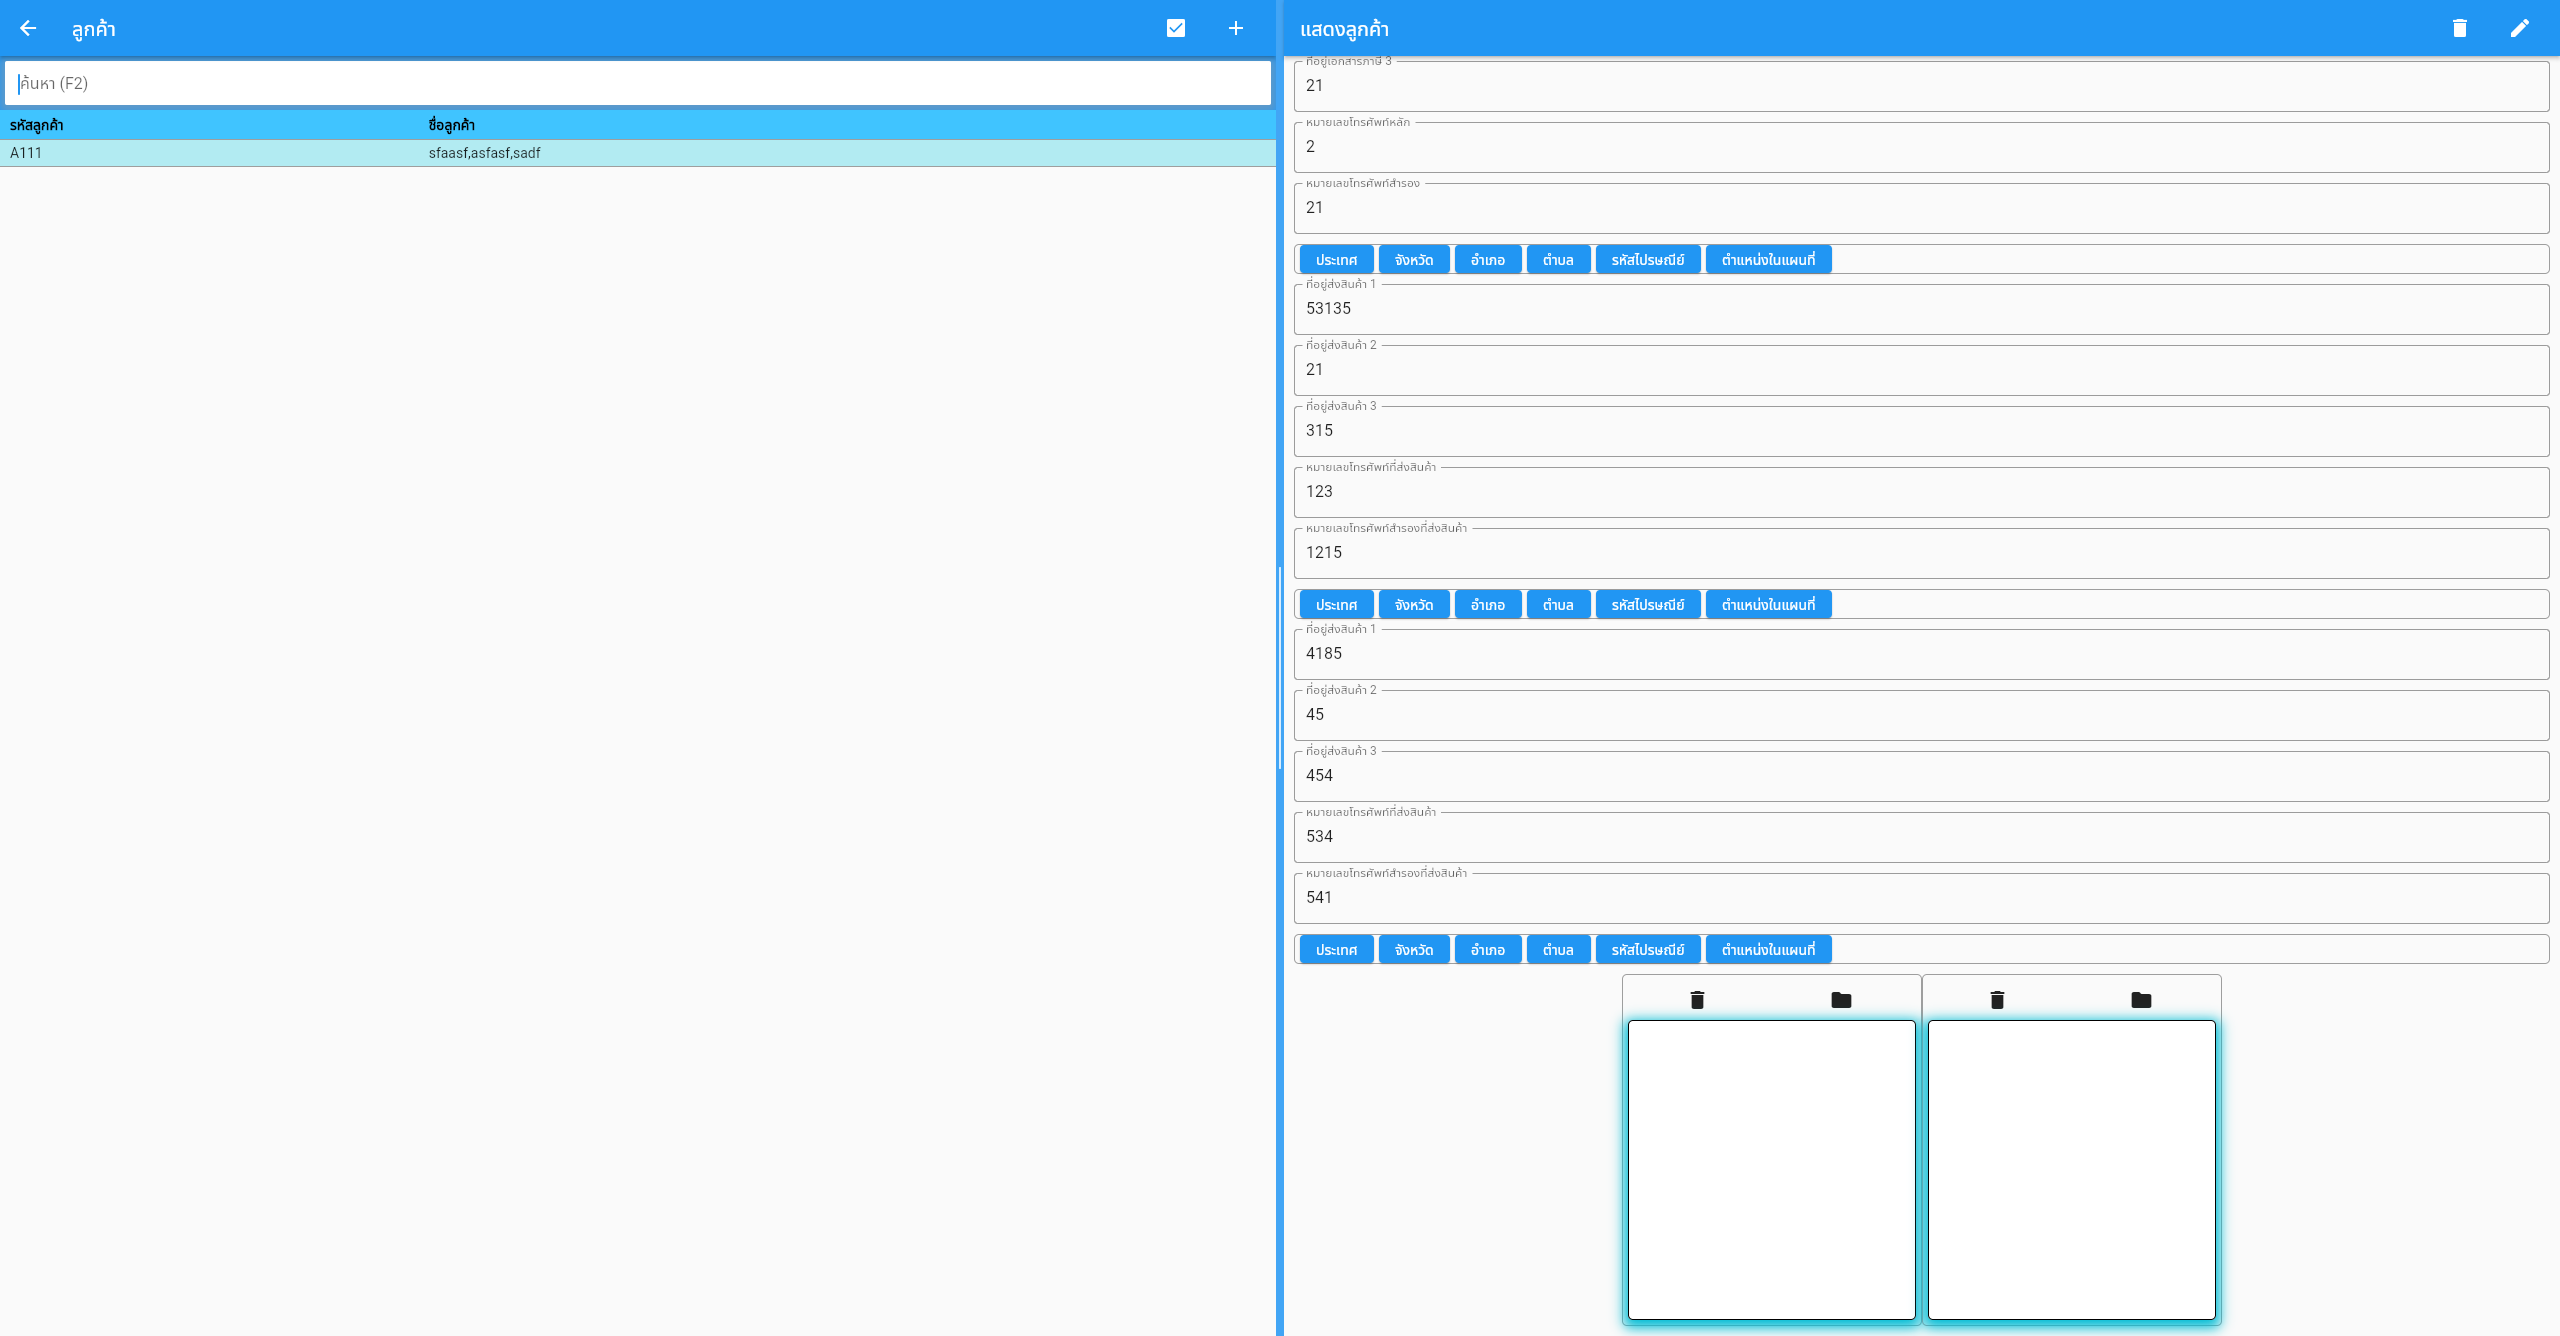 ลูกค้า
ค้นหา (F2)
รหัสลูกค้า ชื่อลูกค้า
A111 sfaasf,asfasf,sadf
แสดงลูกค้า
ที่อยู่เอกสารภาษี 3
21
หมายเลขโทรศัพท์หลัก
2
หมายเลขโทรศัพท์สำรอง
21
ประเทศ จังหวัด อำเภอ ตำบล รหัสไปรษณีย์ ตำแหน่งในแผนที่
ที่อยู่ส่งสินค้า 1
53135
ที่อยู่ส่งสินค้า 2
21
ที่อยู่ส่งสินค้า 3
315
หมายเลขโทรศัพท์ที่ส่งสินค้า
123
หมายเลขโทรศัพท์สำรองที่ส่งสินค้า
1215
ประเทศ จังหวัด อำเภอ ตำบล รหัสไปรษณีย์ ตำแหน่งในแผนที่
ที่อยู่ส่งสินค้า 1
4185
ที่อยู่ส่งสินค้า 2
45
ที่อยู่ส่งสินค้า 3
454
หมายเลขโทรศัพท์ที่ส่งสินค้า
534
หมายเลขโทรศัพท์สำรองที่ส่งสินค้า
541
ประเทศ จังหวัด อำเภอ ตำบล รหัสไปรษณีย์ ตำแหน่งในแผนที่